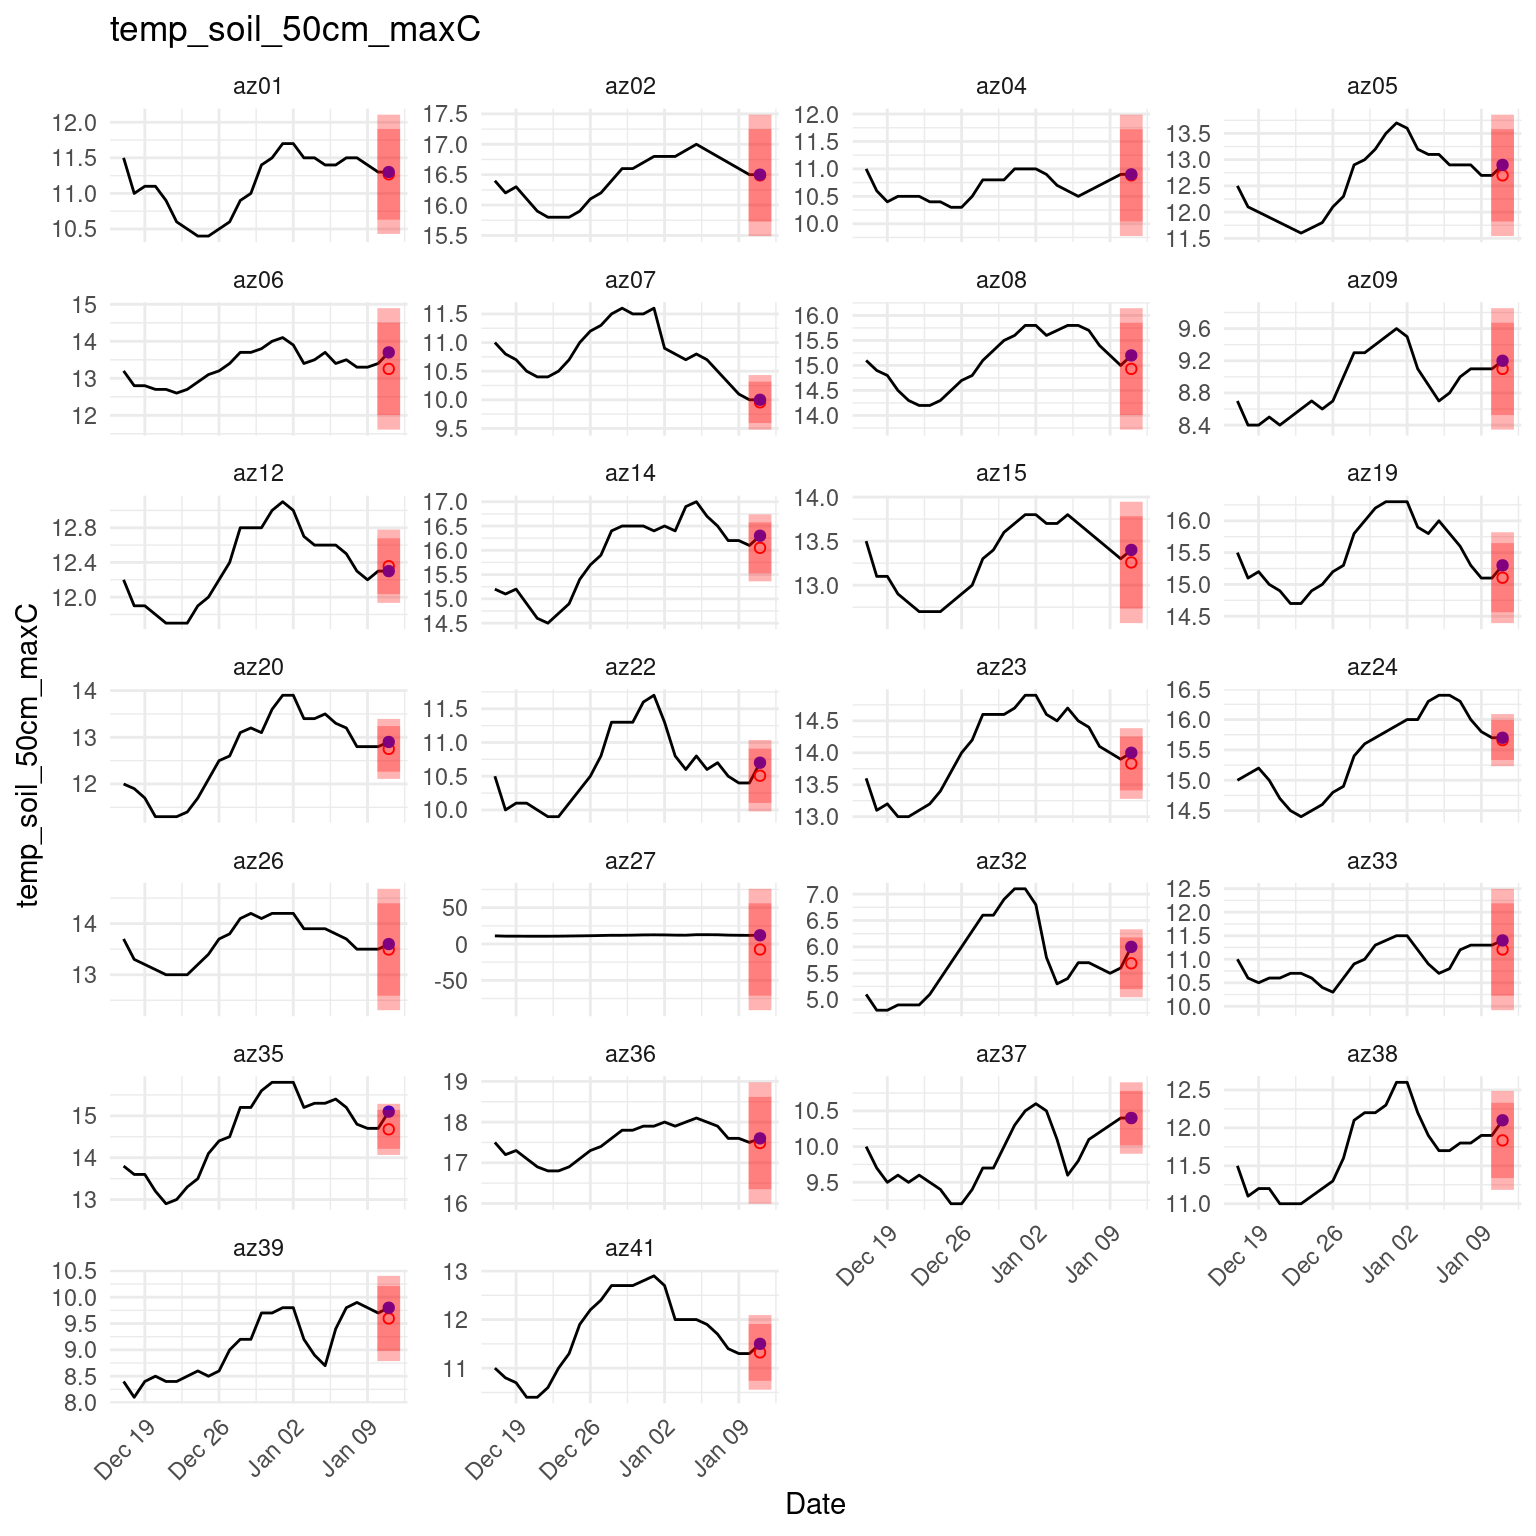 temp_soil_50cm_maxC
az01 az02 az04 az05
12.0 11.5 11.0 10.5
17.5 17.0 16.5 16.0 15.5
12.0 11.5 11.0 10.5 10.0
13.5 13.0 12.5 12.0 11.5
az06 az07 az08 az09
15 14 13 12
11.5 11.0 10.5 10.0 9.5
16.0 15.5 15.0 14.5 14.0
9.6 9.2 8.8 8.4
az12 az14 az15 az19
12.8 12.4 12.0
17.0 16.5 16.0 15.5 15.0 14.5
14.0 13.5 13.0
16.0 15.5 15.0 14.5
az20 az22 az23 az24
14 13 12
11.5 11.0 10.5 10.0
14.5 14.0 13.5 13.0
16.5 16.0 15.5 15.0 14.5
temp_soil_50cm_maxC
az26 az27 az32 az33
14 13
50 0 -50
7.0 6.5 6.0 5.5 5.0
12.5 12.0 11.5 11.0 10.5 10.0
az35 az36 az37 az38
15 14 13
19 18 17 16
10.5 10.0 9.5
12.5 12.0 11.5 11.0
Dec 19 Dec 26 Jan 02 Jan 09
Dec 19 Dec 26 Jan 02 Jan 09
az39 az41
10.5 10.0 9.5 9.0 8.5 8.0
13 12 11
Dec 19 Dec 26 Jan 02 Jan 09
Dec 19 Dec 26 Jan 02 Jan 09
Date